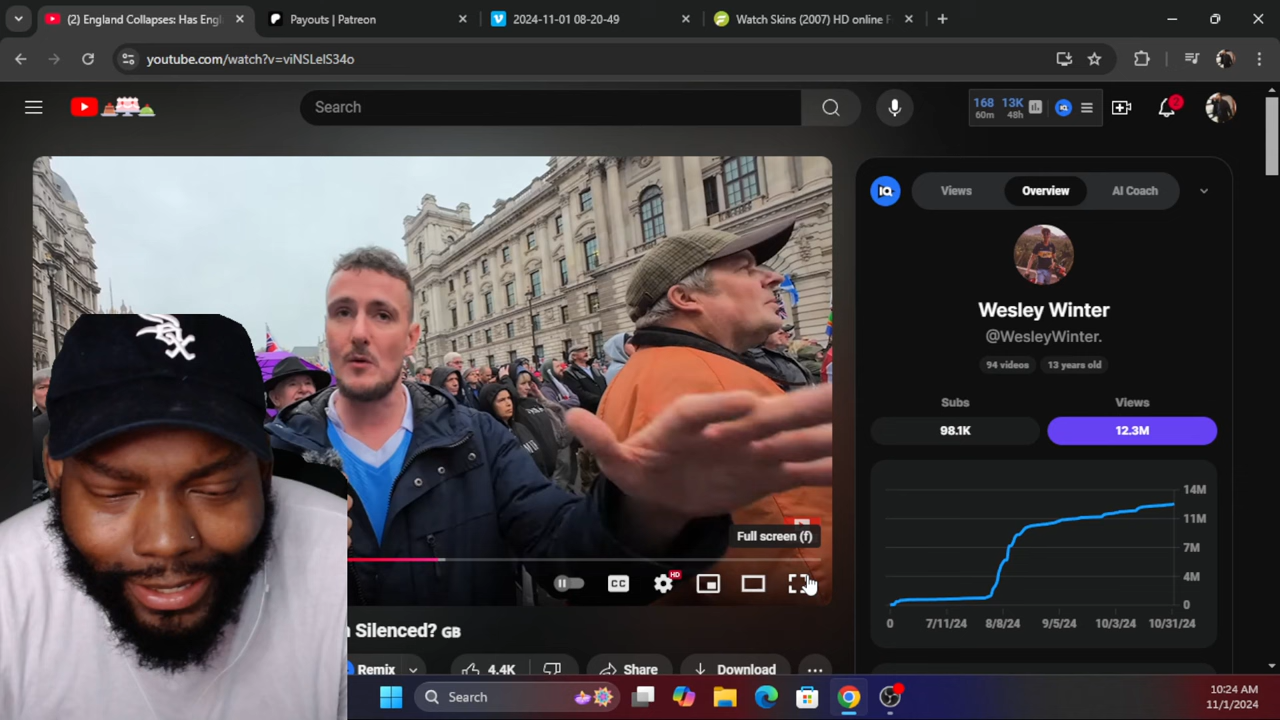 (2) England Collapses: Has Engl
Payouts | Patreon
2024-11-01 08-20-49
Watch Skins (2007) HD online F
youtube.com/watch?v=viNSLeIS34o
Search
168 13K
60m 48h
2
IQ
Views
Overview
AI Coach
Wesley Winter
@WesleyWinter.
94 videos
13 years old
Subs
Views
98.1K
12.3M
14M
11M
7M
4M
0
0 7/11/24 8/8/24 9/5/24 10/3/24 10/31/24
Full screen (f)
CC
HD
n Silenced? GB
Remix
4.4K
Share
Download
Search
10:24 AM
11/1/2024